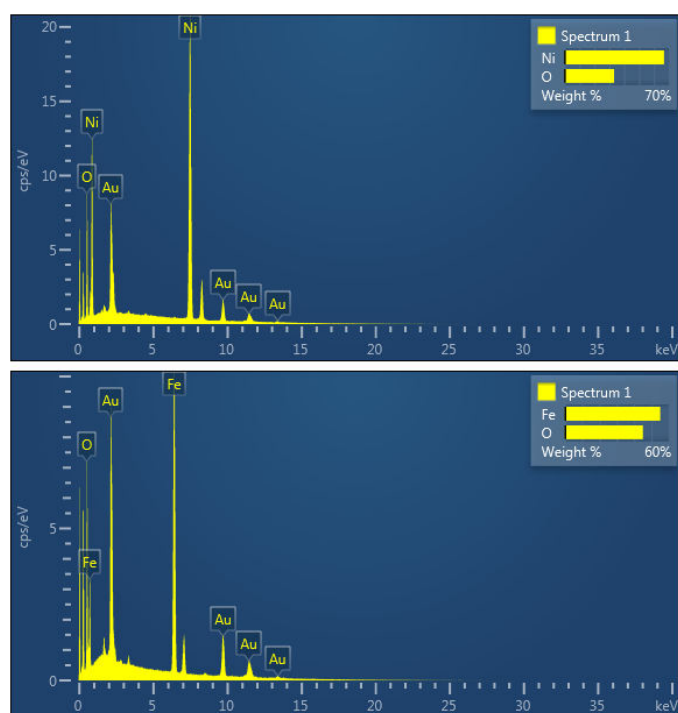 20
Ni
Spectrum 1
Ni
O
Weight % 70%
15
Ni
cps/eV
10
O
Au
5
Au
Au
Au
0
0 5 10 15 20 25 30 35 keV
Fe
Spectrum 1
Fe
O
Weight % 60%
Au
O
cps/eV
5
Fe
Au
Au
Au
0
0 5 10 15 20 25 30 35 keV